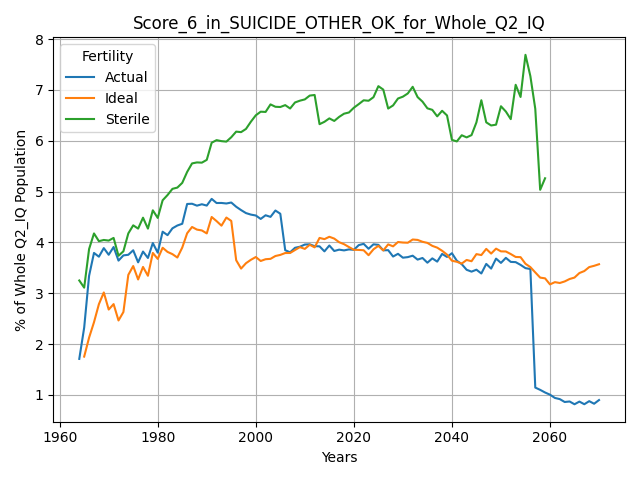 Score_6_in_SUICIDE_OTHER_OK_for_Whole_Q2_IQ
Fertility
Actual
Ideal
Sterile
% of Whole Q2_IQ Population
8
7
6
5
4
3
2
1
1960
1980
2000
2020
2040
2060
Years